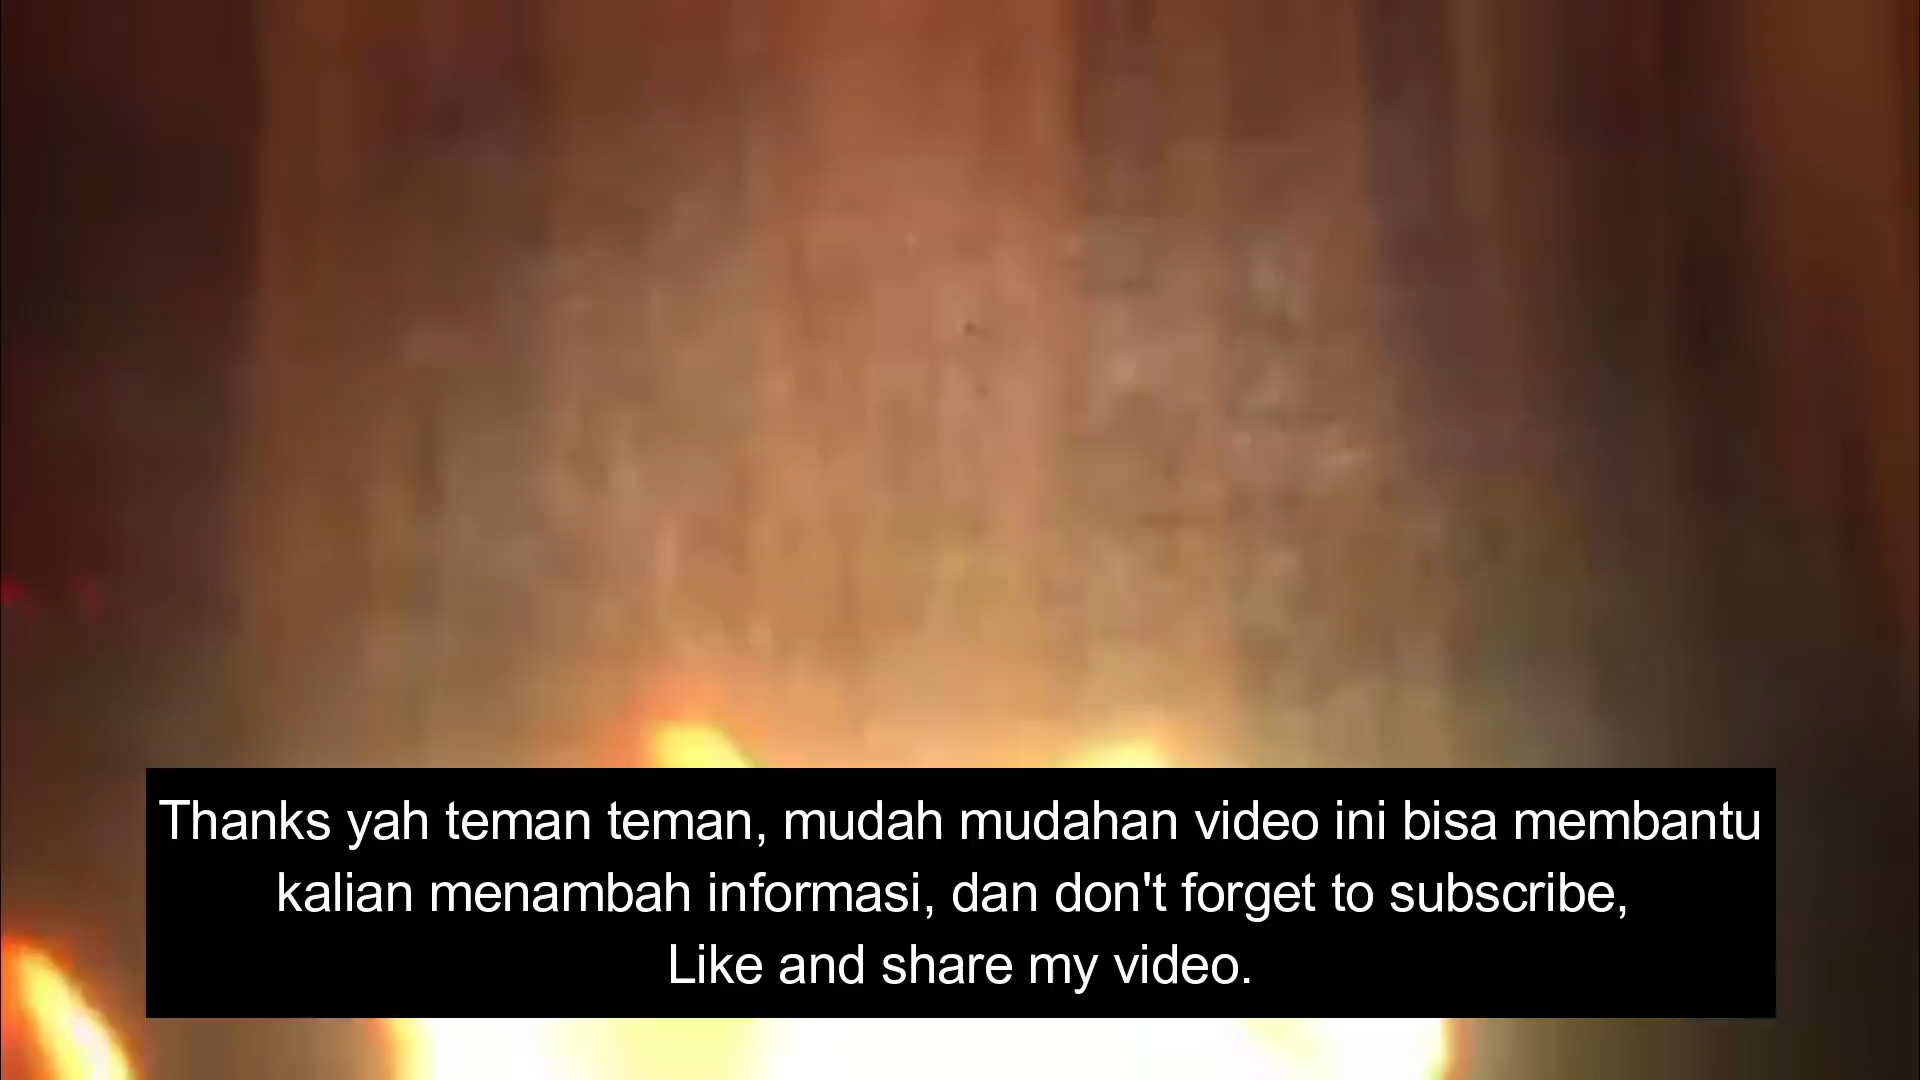 Thanks yah teman teman, mudah mudahan video ini bisa membantu
kalian menambah informasi, dan don't forget to subscribe,
Like and share my video.